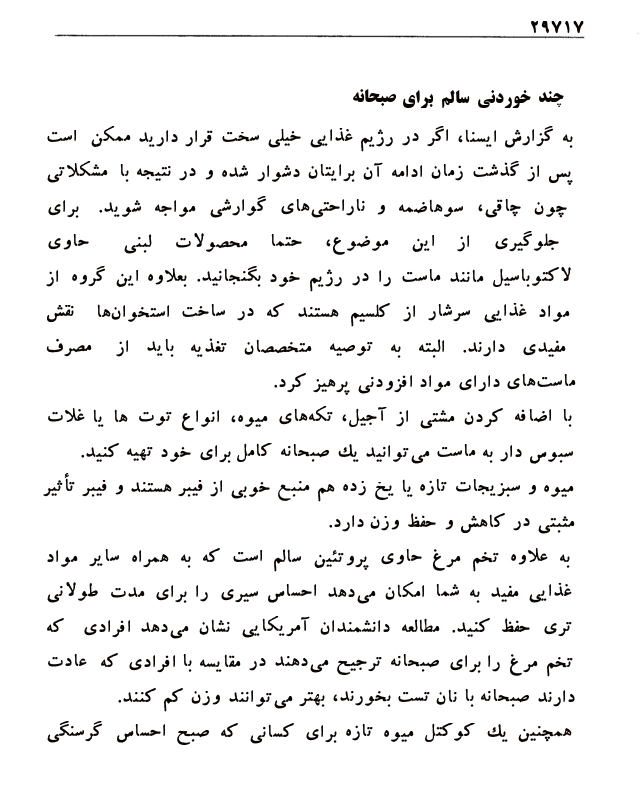 ۲۹۷۱۷
چند خوردنی سالم برای صبحانه
به گزارش ایسنا، اگر در رژیم غذایی خیلی سخت قرار دارید ممکن است
پس از گذشت زمان ادامه آن برایتان دشوار شده و در نتیجه با مشکلاتی
چون چاقی، سوهاضمه و ناراحتی‌های گوارشی مواجه شوید. برای
جلوگیری از این موضوع، حتما محصولات لبنی حاوی
لاکتوباسیل مانند ماست را در رژیم خود بگنجانید. بعلاوه این گروه از
مواد غذایی سرشار از کلسیم هستند که در ساخت استخوان‌ها نقش
مفیدی دارند. البته به توصیه متخصصان تغذیه باید از مصرف
ماست‌های دارای مواد افزودنی پرهیز کرد.
با اضافه کردن مشتی از آجیل، تکه‌های میوه، انواع توت ها یا غلات
سبوس دار به ماست می‌توانید یك صبحانه کامل برای خود تهیه کنید.
میوه و سبزیجات تازه یا یخ زده هم منبع خوبی از فیبر هستند و فیبر تأثیر
مثبتی در کاهش و حفظ وزن دارد.
به علاوه تخم مرغ حاوی پروتئین سالم است که به همراه سایر مواد
غذایی مفید به شما امکان می‌دهد احساس سیری را برای مدت طولانی
تری حفظ کنید. مطالعه دانشمندان آمریکایی نشان می‌دهد افرادی که
تخم مرغ را برای صبحانه ترجیح می‌دهند در مقایسه با افرادی که عادت
دارند صبحانه با نان تست بخورند، بهتر می‌توانند وزن کم کنند.
همچنین یك کوکتل میوه تازه برای کسانی که صبح احساس گرسنگی